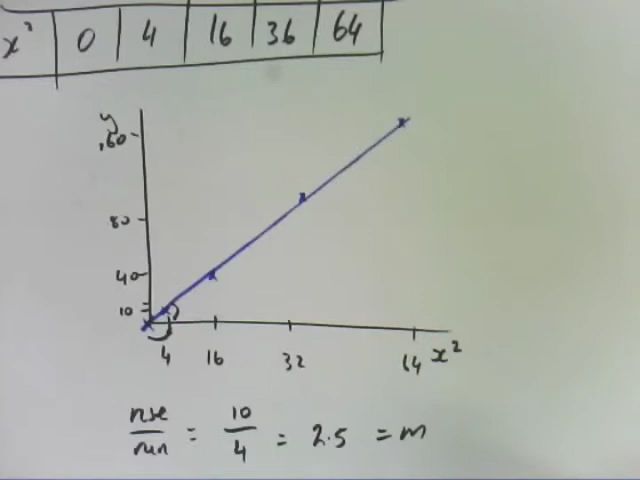 x² 0 4 16 36 64
y
160
80
40
10
4 16 32 64 x²
rise/run = 10/4 = 2.5 = m